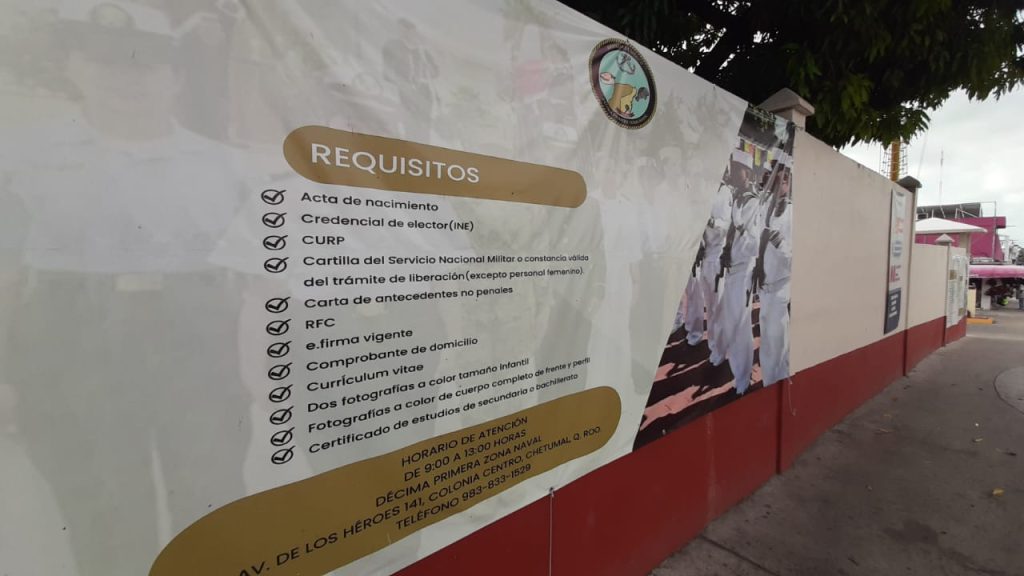 REQUISITOS
Acta de nacimiento
Credencial de elector(INE)
CURP
Cartilla del Servicio Nacional Militar o constancia válida
del trámite de liberación(excepto personal femenino).
Carta de antecedentes no penales
RFC
e.firma vigente
Comprobante de domicilio
Currículum vitae
Dos fotografías a color tamaño infantil
Fotografías a color de cuerpo completo de frente y perfil
Certificado de estudios de secundaria o bachillerato
HORARIO DE ATENCIÓN
DE 9:00 A 13:00 HORAS
DÉCIMA PRIMERA ZONA NAVAL
AV. DE LOS HÉROES 141, COLONIA CENTRO, CHETUMAL, Q. ROO.
TELÉFONO 983-833-1529